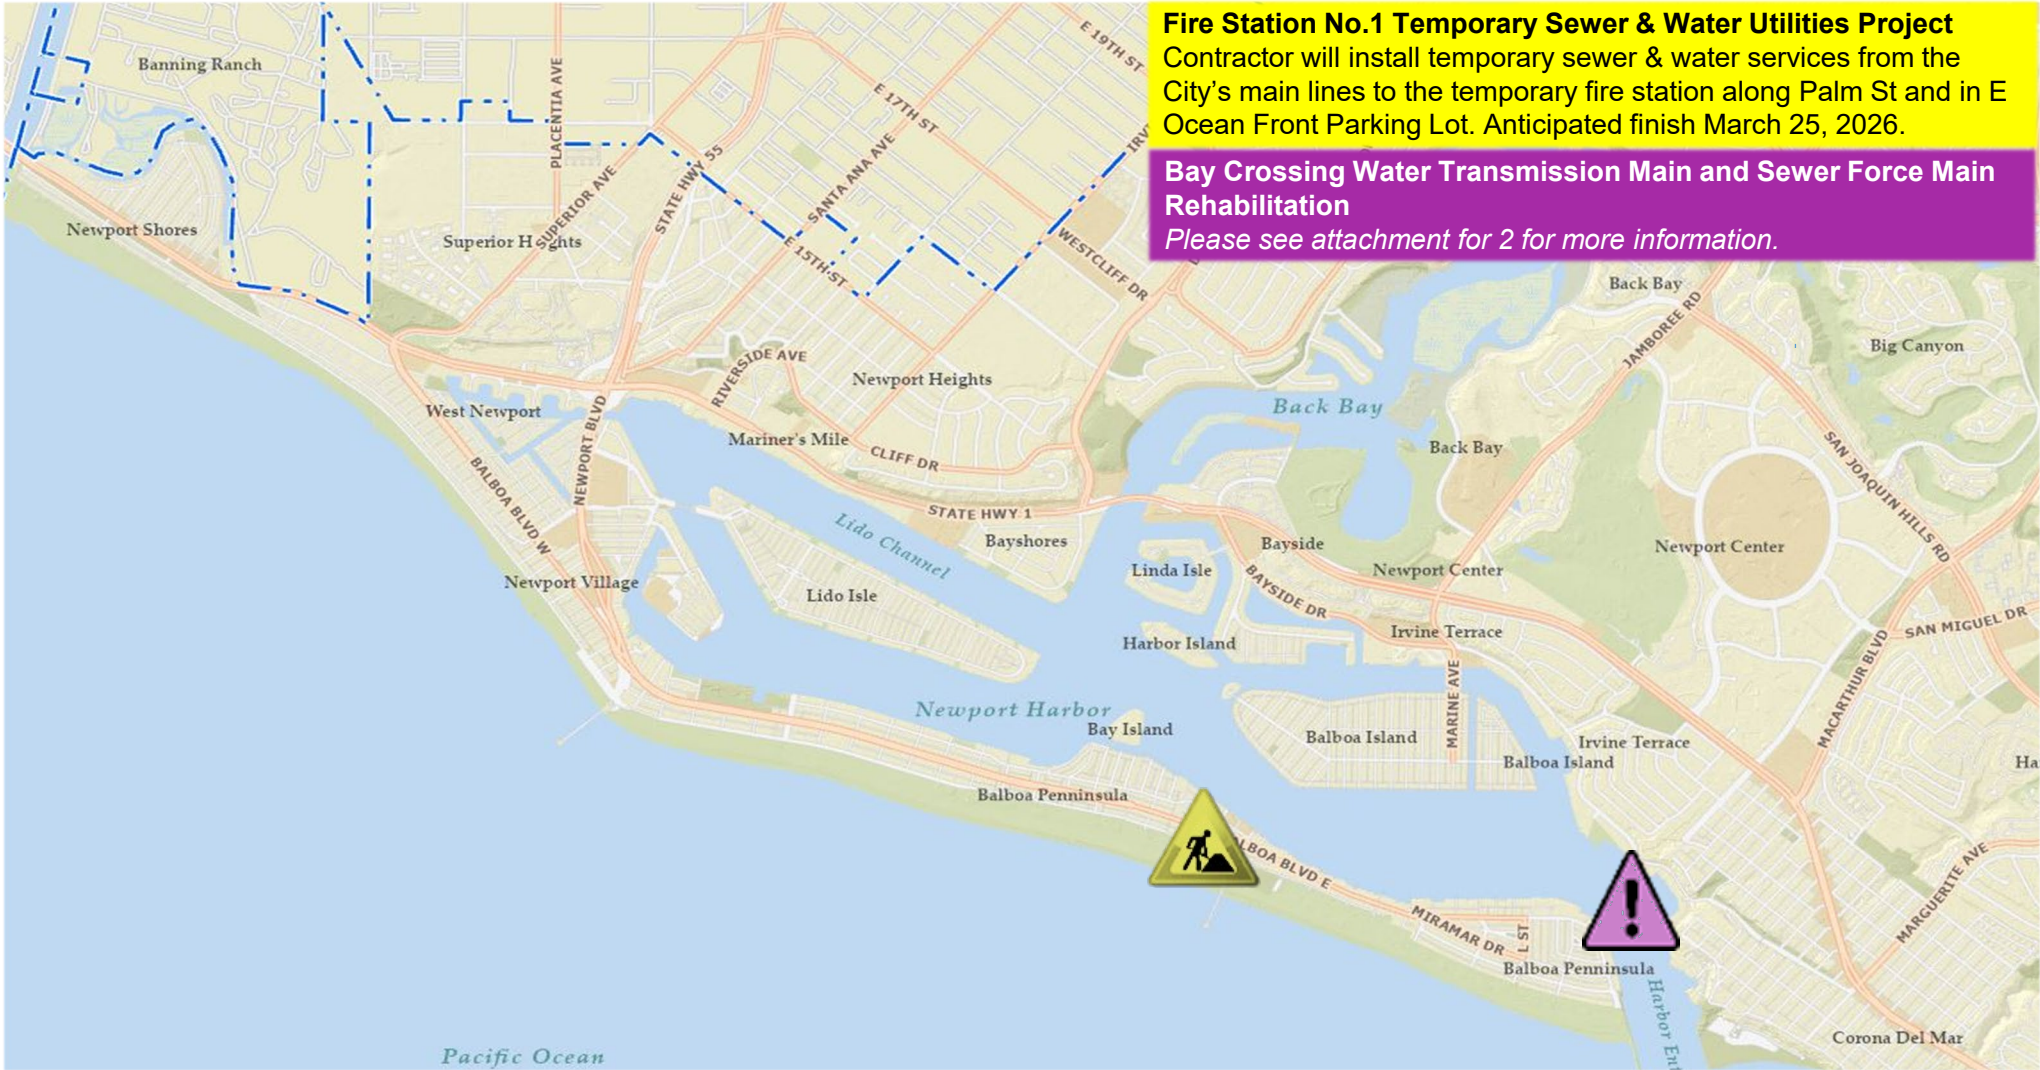 Fire Station No.1 Temporary Sewer & Water Utilities Project
Contractor will install temporary sewer & water services from the
City's main lines to the temporary fire station along Palm St and in E
Ocean Front Parking Lot. Anticipated finish March 25, 2026.
Bay Crossing Water Transmission Main and Sewer Force Main
Rehabilitation
Please see attachment for 2 for more information.
Banning Ranch
PLACENTIA AVE
E 19TH ST
E 17TH ST
SANTA ANA AVE
STATE HWY 55
SUPERIOR AVE
Newport Shores
Superior Heights
E 15TH ST
WESTCLIFF DR
Back Bay
JAMBOREE RD
Big Canyon
RIVERSIDE AVE
Newport Heights
West Newport
NEWPORT BLVD
Back Bay
Mariner's Mile
CLIFF DR
Back Bay
SAN JOAQUIN HILLS RD
BALBOA BLVD W
STATE HWY 1
Lido Channel
Bayshores
Bayside
Newport Center
Linda Isle
Newport Center
Newport Village
Lido Isle
BAYSIDE DR
Harbor Island
Irvine Terrace
SAN MIGUEL DR
MARINE AVE
MACARTHUR BLVD
Newport Harbor
Bay Island
Balboa Island
Irvine Terrace
Balboa Island
Ha
Balboa Penninsula
LBOA BLVD E
MARGUERITE AVE
MIRAMAR DR
L ST
Balboa Penninsula
Harbor Ent
Corona Del Mar
Pacific Ocean